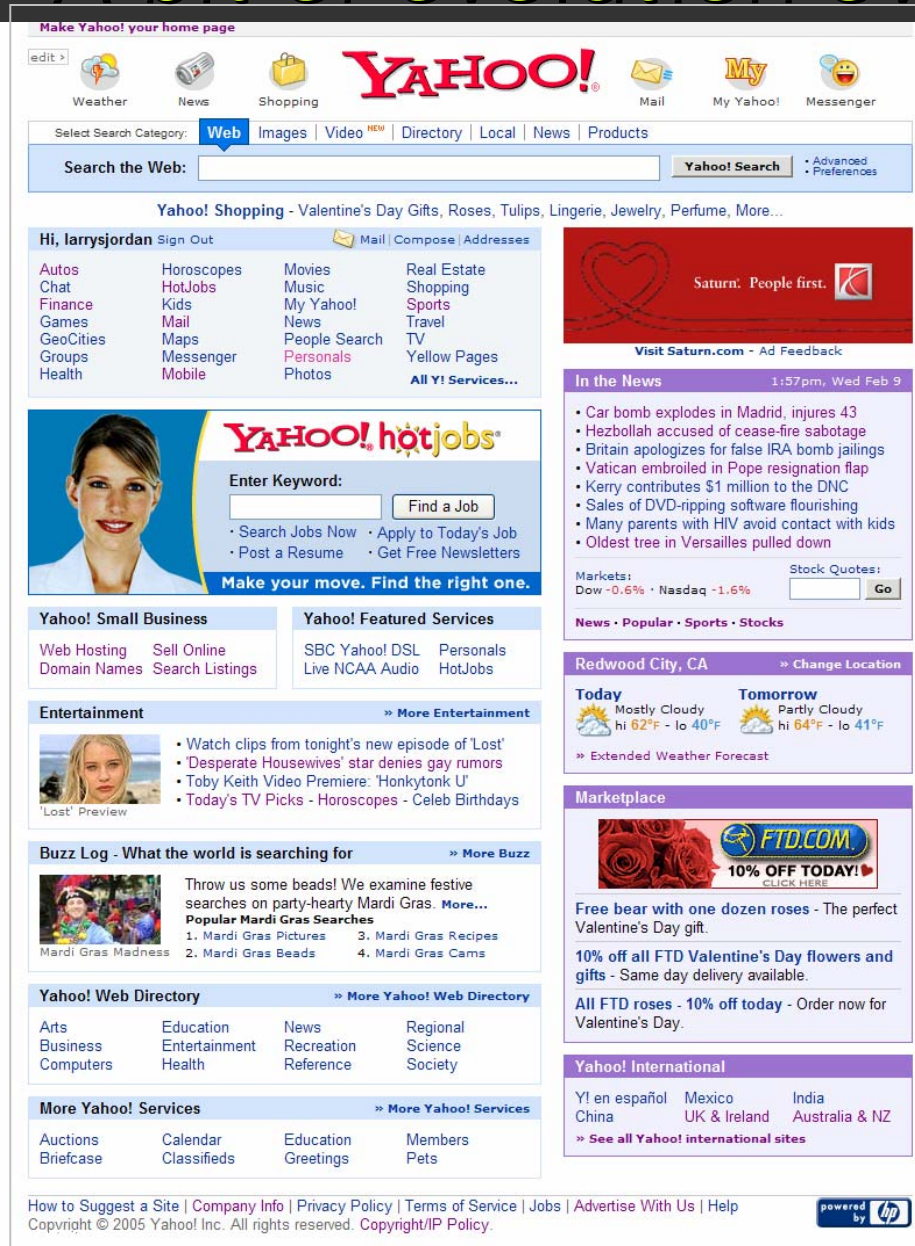 Make Yahoo! your home page
edit >
Weather
News
Shopping
YAHOO!
Mail
My
My Yahoo!
Messenger
Select Search Category: Web Images | Video NEW | Directory | Local | News | Products
Search the Web:
Yahoo! Search
• Advanced
• Preferences
Yahoo! Shopping - Valentine's Day Gifts, Roses, Tulips, Lingerie, Jewelry, Perfume, More...
Hi, larrysjordan Sign Out Mail | Compose | Addresses
Autos Horoscopes Movies Real Estate
Chat HotJobs Music Shopping
Finance Kids My Yahoo! Sports
Games Mail News Travel
GeoCities Maps People Search TV
Groups Messenger Personals Yellow Pages
Health Mobile Photos All Y! Services...
YAHOO! hotjobs
Enter Keyword:
Find a Job
• Search Jobs Now • Apply to Today's Job
• Post a Resume • Get Free Newsletters
Make your move. Find the right one.
Yahoo! Small Business
Web Hosting Sell Online
Domain Names Search Listings
Yahoo! Featured Services
SBC Yahoo! DSL Personals
Live NCAA Audio HotJobs
Entertainment » More Entertainment
'Lost' Preview
• Watch clips from tonight's new episode of 'Lost'
• 'Desperate Housewives' star denies gay rumors
• Toby Keith Video Premiere: 'Honkytonk U'
• Today's TV Picks - Horoscopes - Celeb Birthdays
Buzz Log - What the world is searching for » More Buzz
Mardi Gras Madness
Throw us some beads! We examine festive
searches on party-hearty Mardi Gras. More...
Popular Mardi Gras Searches
1. Mardi Gras Pictures 3. Mardi Gras Recipes
2. Mardi Gras Beads 4. Mardi Gras Cams
Yahoo! Web Directory » More Yahoo! Web Directory
Arts Education News Regional
Business Entertainment Recreation Science
Computers Health Reference Society
More Yahoo! Services » More Yahoo! Services
Auctions Calendar Education Members
Briefcase Classifieds Greetings Pets
Saturn. People first.
Visit Saturn.com - Ad Feedback
In the News 1:57pm, Wed Feb 9
• Car bomb explodes in Madrid, injures 43
• Hezbollah accused of cease-fire sabotage
• Britain apologizes for false IRA bomb jailings
• Vatican embroiled in Pope resignation flap
• Kerry contributes $1 million to the DNC
• Sales of DVD-ripping software flourishing
• Many parents with HIV avoid contact with kids
• Oldest tree in Versailles pulled down
Markets:
Dow -0.6% • Nasdaq -1.6%
Stock Quotes:
Go
News • Popular • Sports • Stocks
Redwood City, CA » Change Location
Today
Mostly Cloudy
hi 62°F - lo 40°F
Tomorrow
Partly Cloudy
hi 64°F - lo 41°F
» Extended Weather Forecast
Marketplace
FTD.COM
10% OFF TODAY!
CLICK HERE
Free bear with one dozen roses - The perfect
Valentine's Day gift.
10% off all FTD Valentine's Day flowers and
gifts - Same day delivery available.
All FTD roses - 10% off today - Order now for
Valentine's Day.
Yahoo! International
Y! en español Mexico India
China UK & Ireland Australia & NZ
» See all Yahoo! international sites
How to Suggest a Site | Company Info | Privacy Policy | Terms of Service | Jobs | Advertise With Us | Help
Copyright © 2005 Yahoo! Inc. All rights reserved. Copyright/IP Policy.
powered by hp